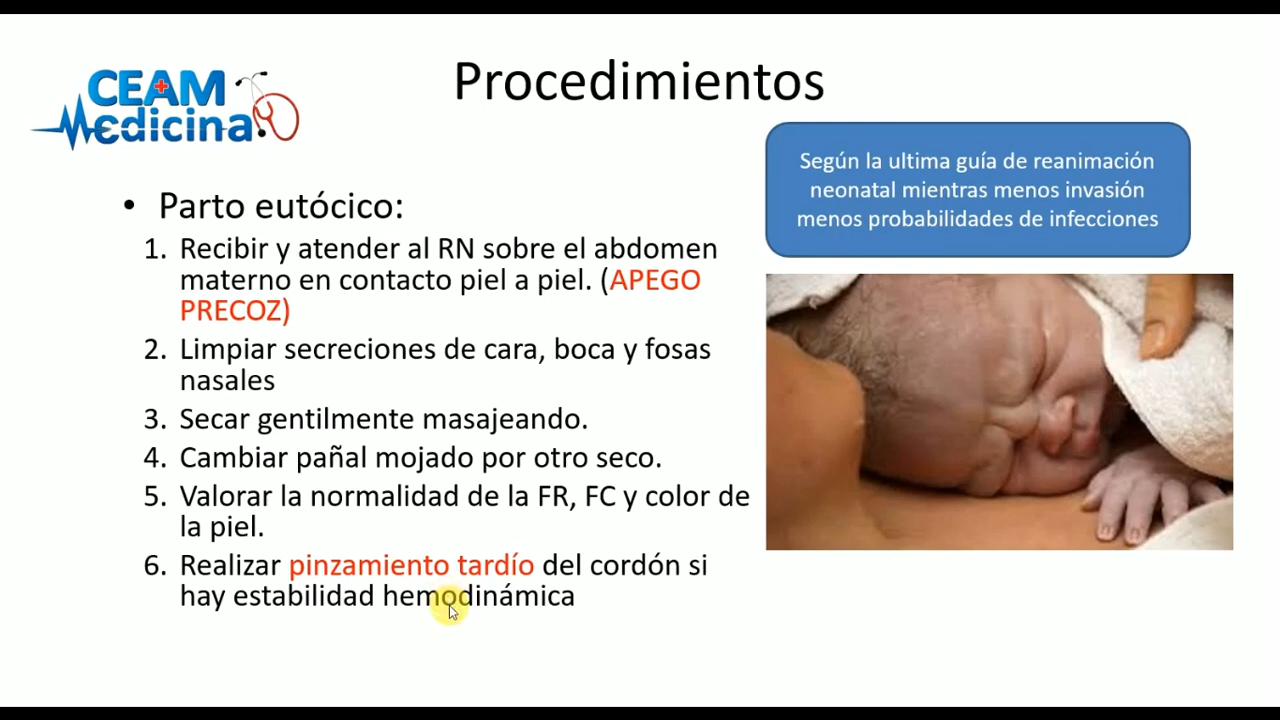 CEAM
Medicina
Procedimientos
Según la ultima guía de reanimación
neonatal mientras menos invasión
menos probabilidades de infecciones
• Parto eutócico:
1. Recibir y atender al RN sobre el abdomen
materno en contacto piel a piel. (APEGO
PRECOZ)
2. Limpiar secreciones de cara, boca y fosas
nasales
3. Secar gentilmente masajeando.
4. Cambiar pañal mojado por otro seco.
5. Valorar la normalidad de la FR, FC y color de
la piel.
6. Realizar pinzamiento tardío del cordón si
hay estabilidad hemodinámica